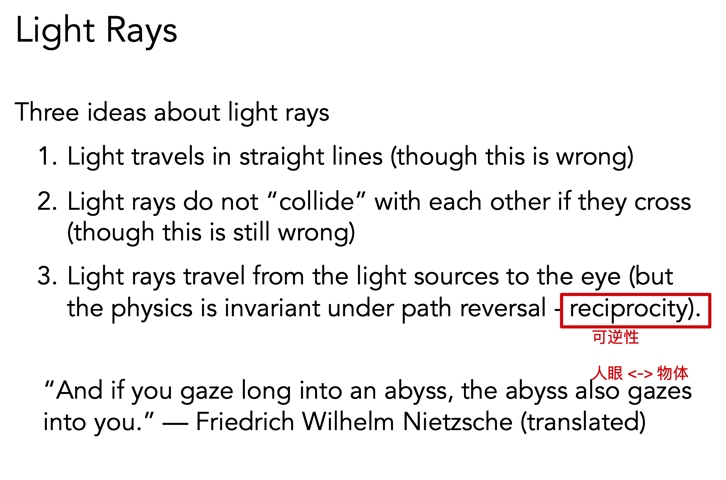 Light Rays
Three ideas about light rays
1. Light travels in straight lines (though this is wrong)
2. Light rays do not “collide” with each other if they cross
(though this is still wrong)
3. Light rays travel from the light sources to the eye (but
the physics is invariant under path reversal - reciprocity).
可逆性
人眼 <-> 物体
“And if you gaze long into an abyss, the abyss also gazes
into you.” — Friedrich Wilhelm Nietzsche (translated)